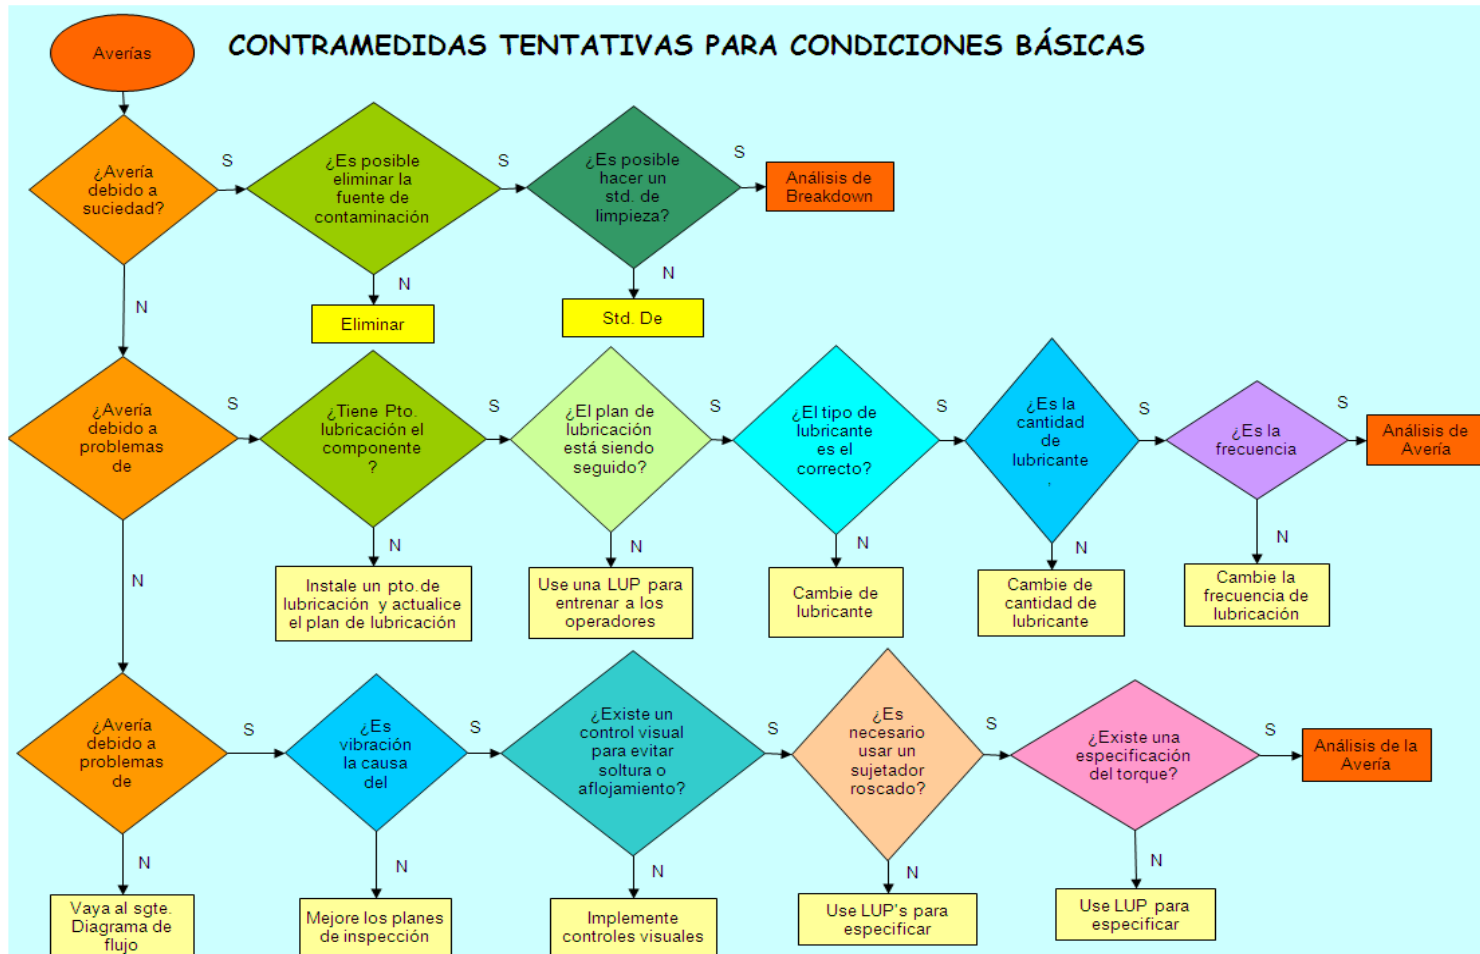 CONTRAMEDIDAS TENTATIVAS PARA CONDICIONES BÁSICAS
Averías
¿Avería
debido a
suciedad?
S
¿Es posible
eliminar la
fuente de
contaminación
S
¿Es posible
hacer un
std. de
limpieza?
S
Análisis de
Breakdown
N
N
N
Eliminar
Std. De
¿Avería
debido a
problemas
de
S
¿Tiene Pto.
lubricación el
componente
?
S
¿El plan de
lubricación
está siendo
seguido?
S
¿El tipo de
lubricante
es el
correcto?
S
¿Es la
cantidad
de
lubricante
,
S
¿Es la
frecuencia
S
Análisis de
Avería
N
N
N
N
N
N
Instale un pto.de
lubricación y actualice
el plan de lubricación
Use una LUP para
entrenar a los
operadores
Cambie de
lubricante
Cambie de
cantidad de
lubricante
Cambie la
frecuencia de
lubricación
¿Avería
debido a
problemas
de
S
¿Es
vibración
la causa
del
S
¿Existe un
control visual
para evitar
soltura o
aflojamiento?
S
¿Es
necesario
usar un
sujetador
roscado?
S
¿Existe una
especificación
del torque?
S
Análisis de la
Avería
N
N
N
N
N
Vaya al sgte.
Diagrama de
flujo
Mejore los planes
de inspección
Implemente
controles visuales
Use LUP's para
especificar
Use LUP para
especificar